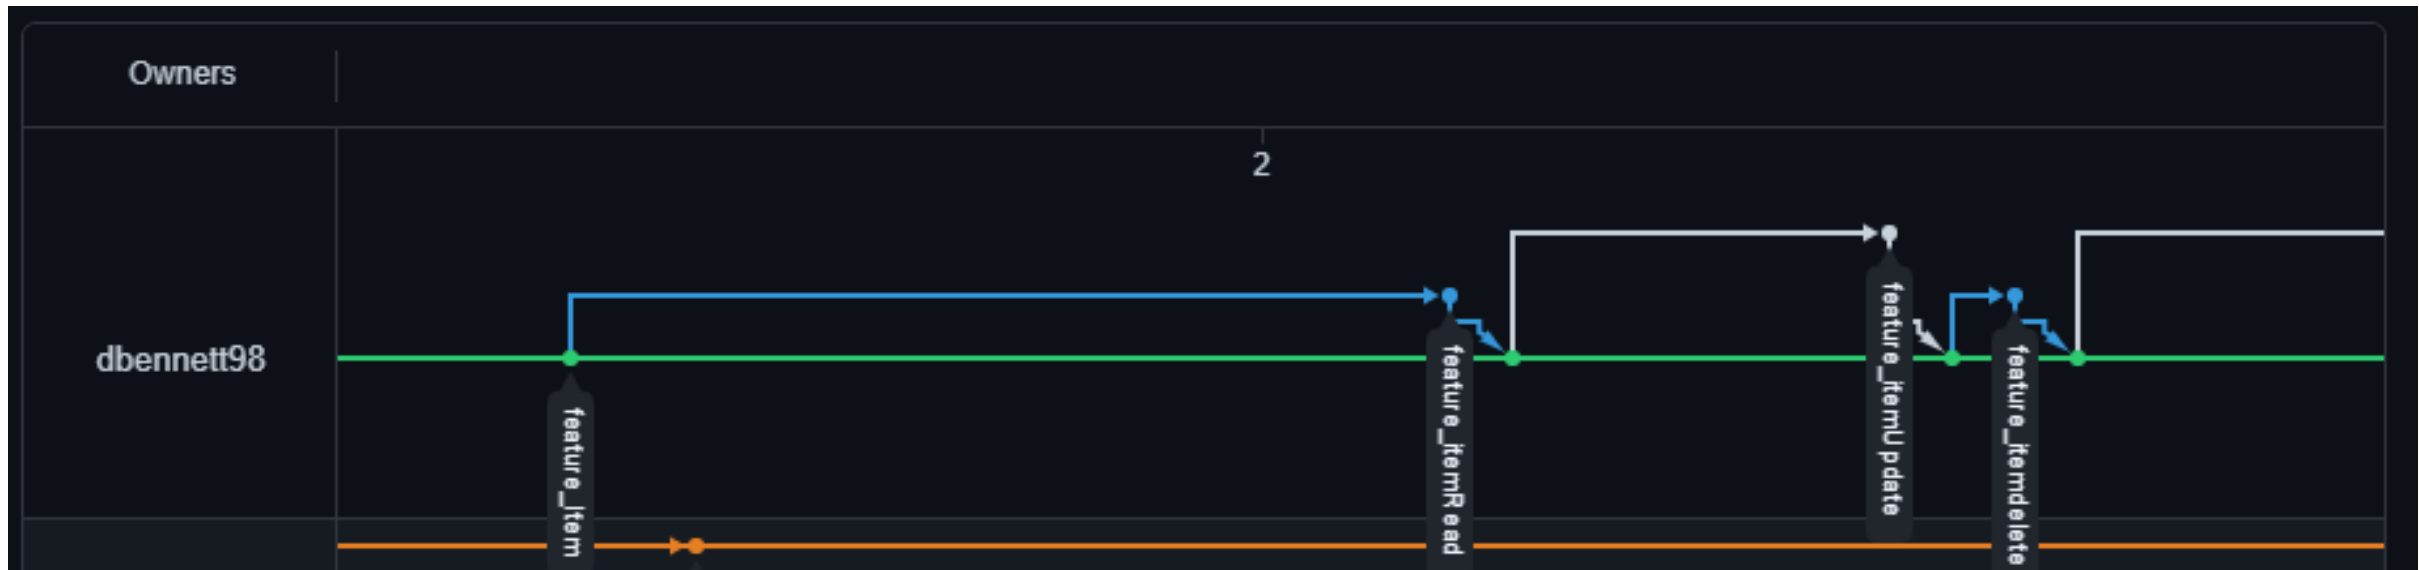 Owners
2
dbennett98
feature_Item
feature_itemRead
feature_itemUpdate
feature_itemdelete